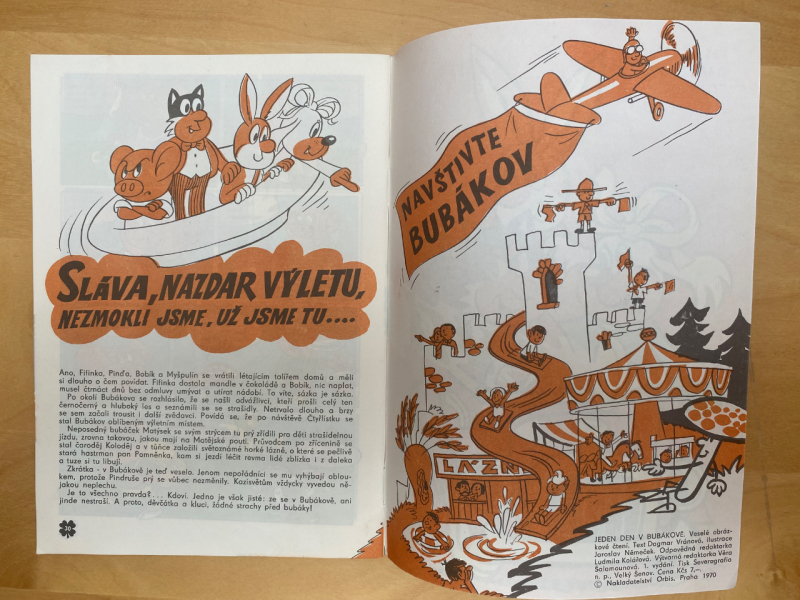 SLÁVA, NAZDAR VÝLETU,
NEZMOKLI JSME, UŽ JSME TU....
Ano, Fifinka, Pinďa, Bobík a Myšpulín se vrátili létajícím talířem domů a měli
si dlouho o čem povídat. Fifinka dostala mandle v čokoládě a Bobík, nic naplat,
musel čtrnáct dnů bez odmluvy umývat a utírat nádobí. To víte, sázka je sázka.
Po okolí Bubákova se rozhlásilo, že se našli odvážlivci, kteří prošli celý ten
černočerný a hluboký les a seznámili se se strašidly. Netrvalo dlouho a brzy
se sem začali trousit i další zvědavci. Povídá se, že po návštěvě Čtyřlístku se
stal Bubákov oblíbeným výletním místem.
Neposedný bubáček Matýsek se svým strýcem tu prý zřídili pro děti strašidelnou
jízdu, zrovna takovou, jakou mají na Matějské pouti. Průvodcem po zřícenině se
stal čaroděj Koloděj a v tůňce založili světoznámé horké lázně, o které se pečlivě
stará hastrman pan Pomněnka, kam si jezdí léčit revma lidé zblízka i z daleka
a tuze si tu libují.
Zkrátka - v Bubákově je teď veselo. Jenom nepořádníci se mu vyhýbají oblou-
kem, protože Pindruše prý se vůbec nezměnily. Kozisvětům vždycky vyvedou ně-
jakou neplechu.
Je to všechno pravda?... Kdoví. Jedno je však jisté: že se v Bubákově, ani
jinde nestraší. A proto, děvčátka a kluci, žádné strachy před bubáky!
30
NAVŠTIVTE
BUBÁKOV
LÁZNĚ
JEDEN DEN V BUBÁKOVĚ. Veselé obráz-
kové čtení. Text Dagmar Vránová, ilustrace
Jaroslav Němeček. Odpovědná redaktorka
Ludmila Kolářová. Výtvarná redaktorka Věra
Šalamounová. 1. vydání. Tisk Severografia
n. p., Velký Šenov. Cena Kčs 7,–.
© Nakladatelství Orbis, Praha 1970